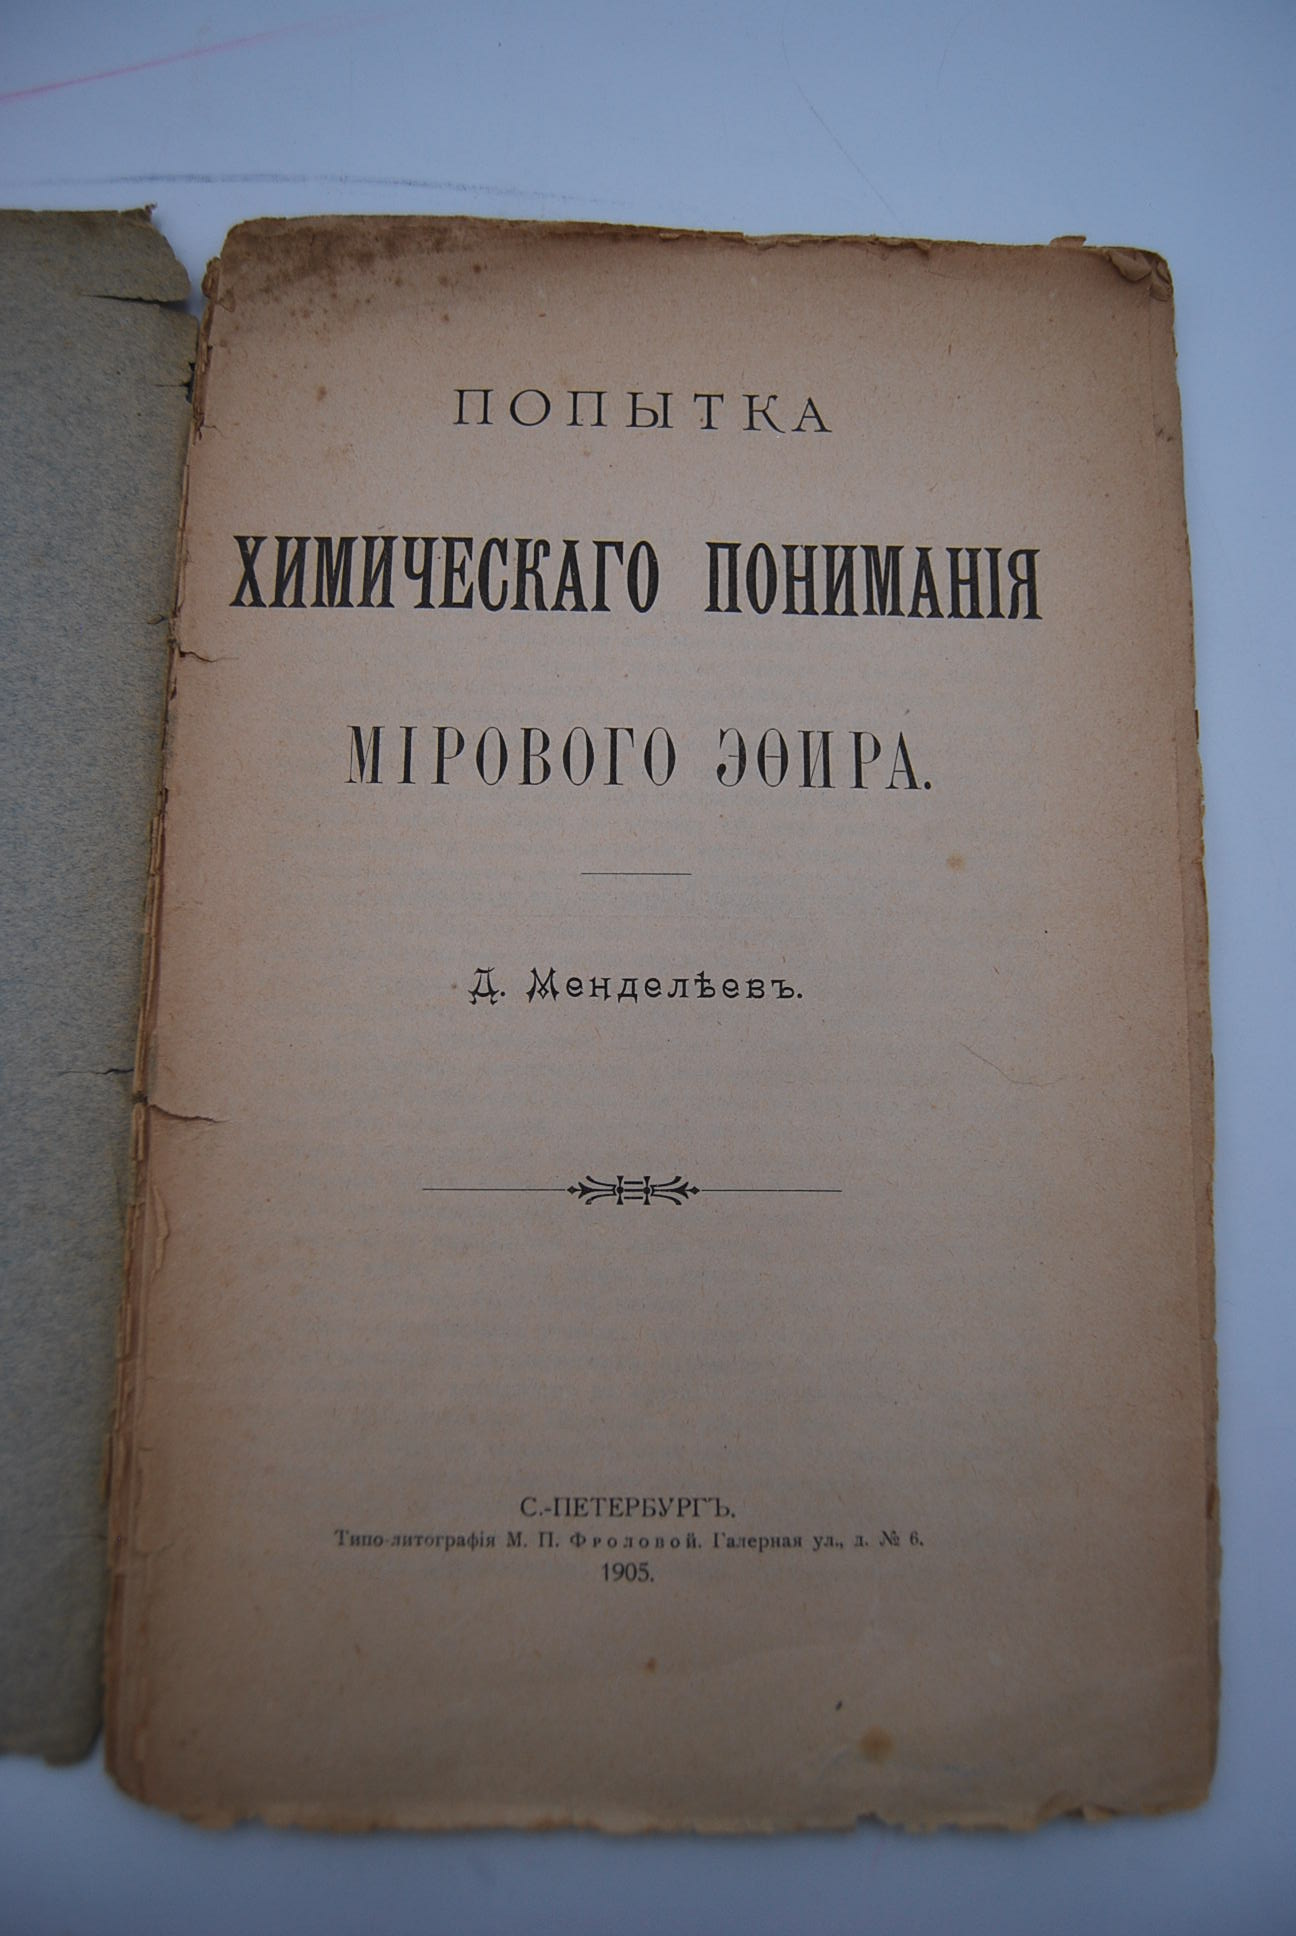 ПОПЫТКА
ХИМИЧЕСКАГО ПОНИМАНІЯ
МІРОВОГО ЭѲИРА.
Д. Менделѣевъ.
С.-ПЕТЕРБУРГЪ.
Типо-литографія М. П. Фроловой. Галерная ул., д. № 6.
1905.